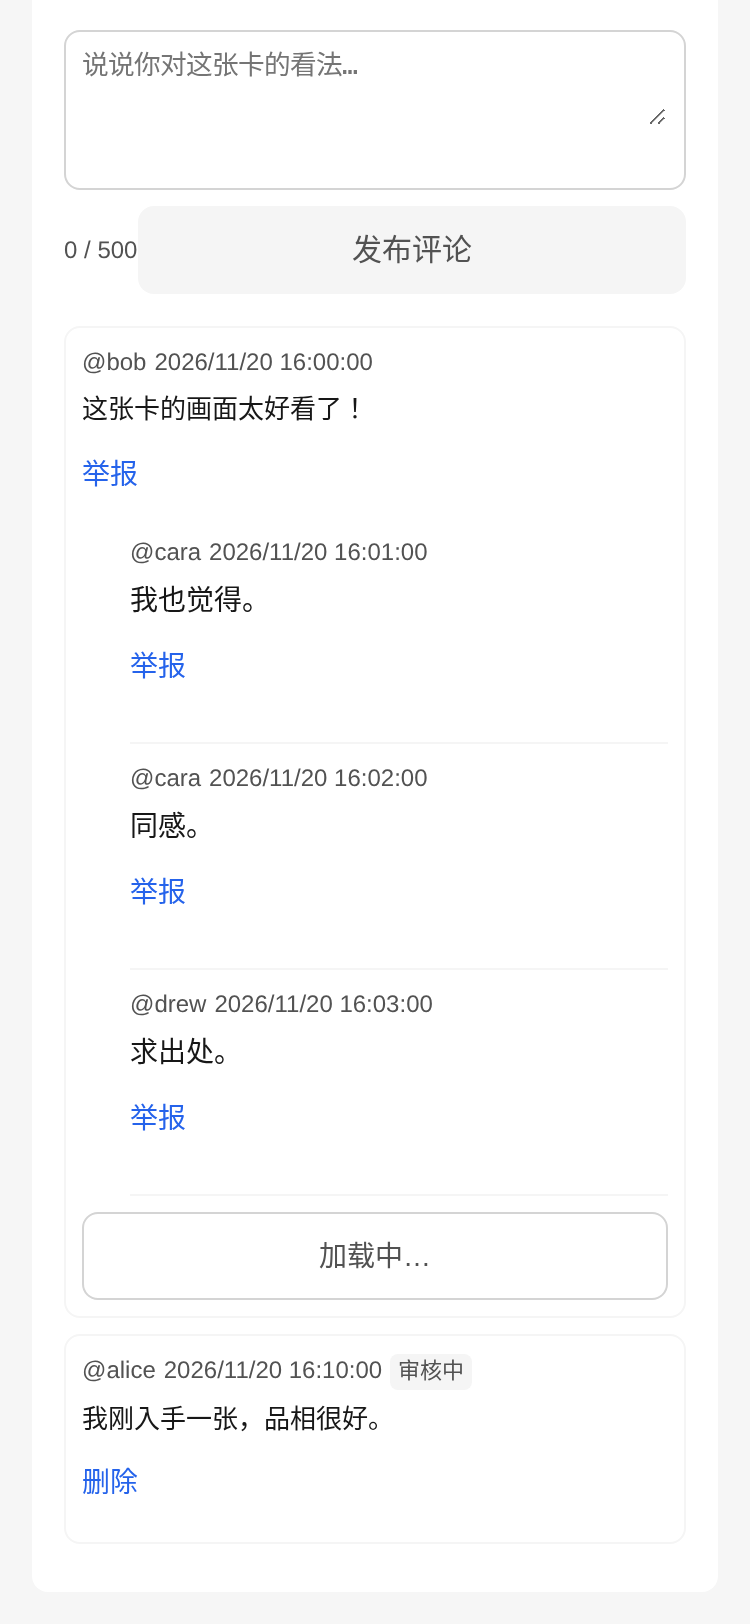 说说你对这张卡的看法…
0 / 500
发布评论
@bob 2026/11/20 16:00:00
这张卡的画面太好看了！
举报
@cara 2026/11/20 16:01:00
我也觉得。
举报
@cara 2026/11/20 16:02:00
同感。
举报
@drew 2026/11/20 16:03:00
求出处。
举报
加载中…
@alice 2026/11/20 16:10:00 审核中
我刚入手一张，品相很好。
删除